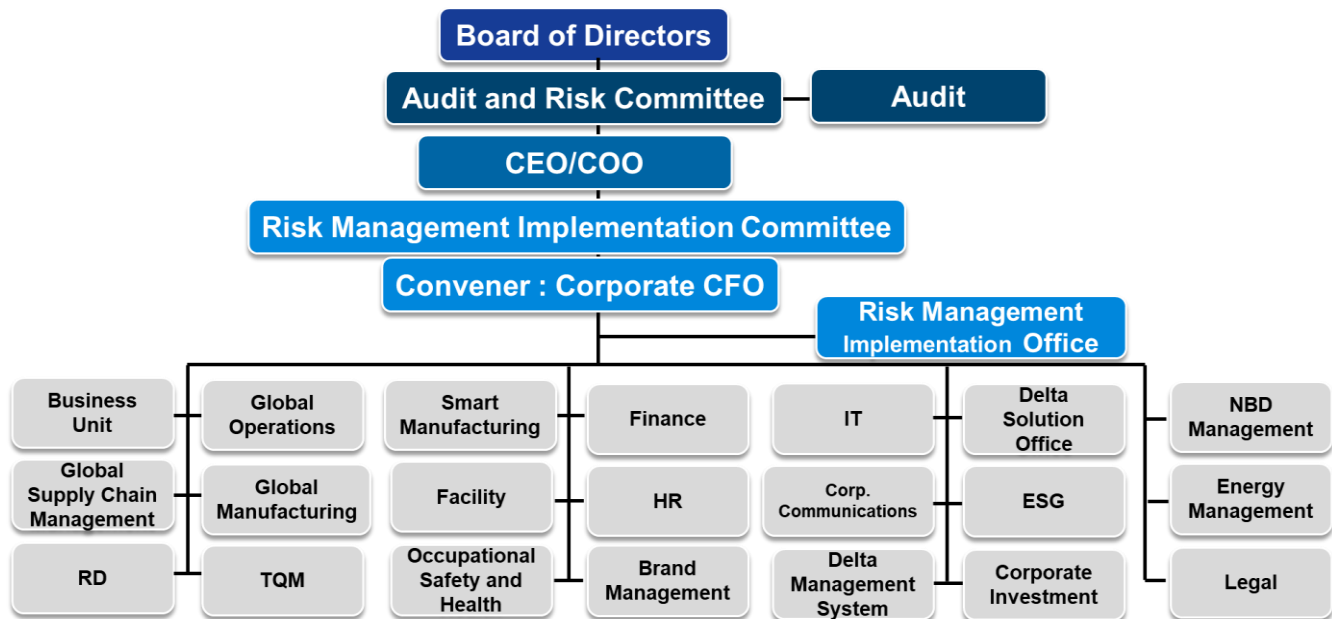 Board of Directors
Audit and Risk Committee
Audit
CEO/COO
Risk Management Implementation Committee
Convener : Corporate CFO
Risk Management
Implementation Office
Business
Unit
Global
Operations
Smart
Manufacturing
Finance
IT
Delta
Solution
Office
NBD
Management
Global
Supply Chain
Management
Global
Manufacturing
Facility
HR
Corp.
Communications
ESG
Energy
Management
RD
TQM
Occupational
Safety and
Health
Brand
Management
Delta
Management
System
Corporate
Investment
Legal